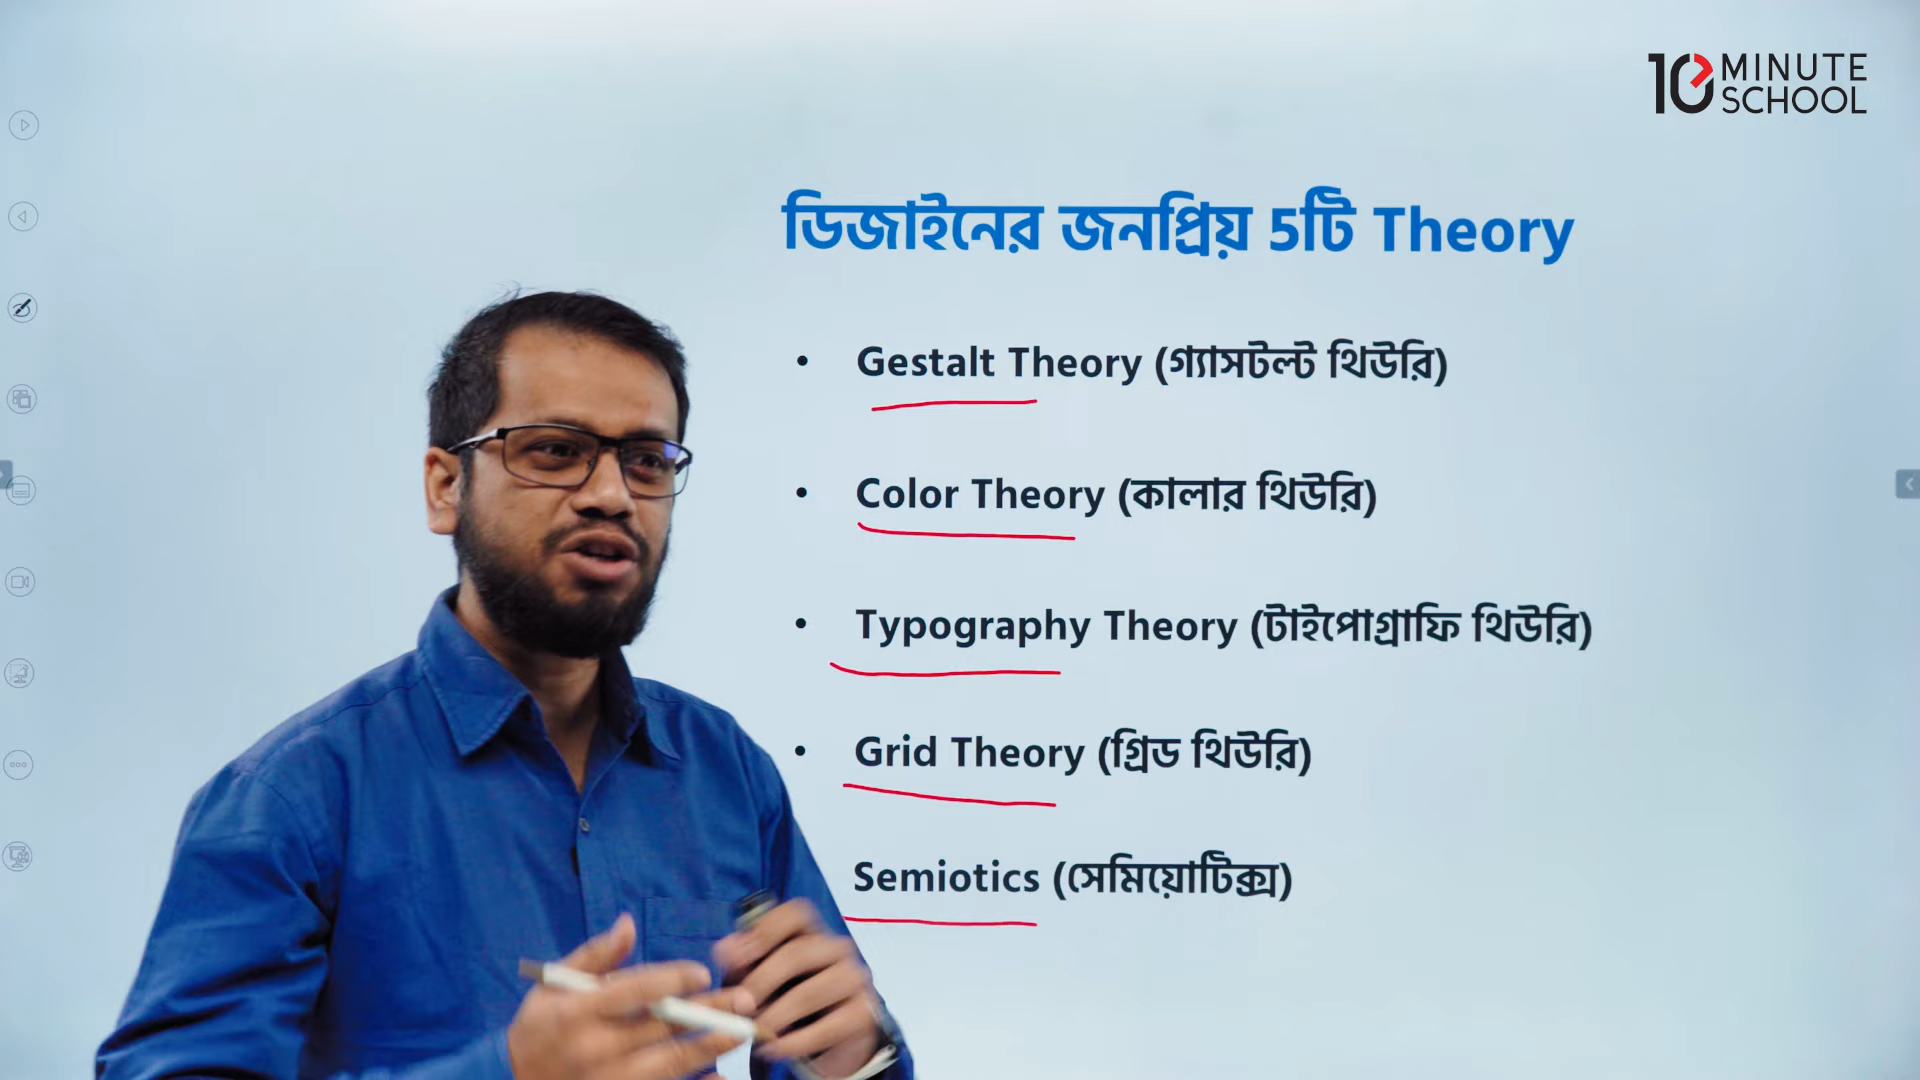 10 MINUTE
SCHOOL
ডিজাইনের জনপ্রিয় 5টি Theory
• Gestalt Theory (গ্যাসটল্ট থিউরি)
• Color Theory (কালার থিউরি)
• Typography Theory (টাইপোগ্রাফি থিউরি)
• Grid Theory (গ্রিড থিউরি)
Semiotics (সেমিয়োটিক্স)